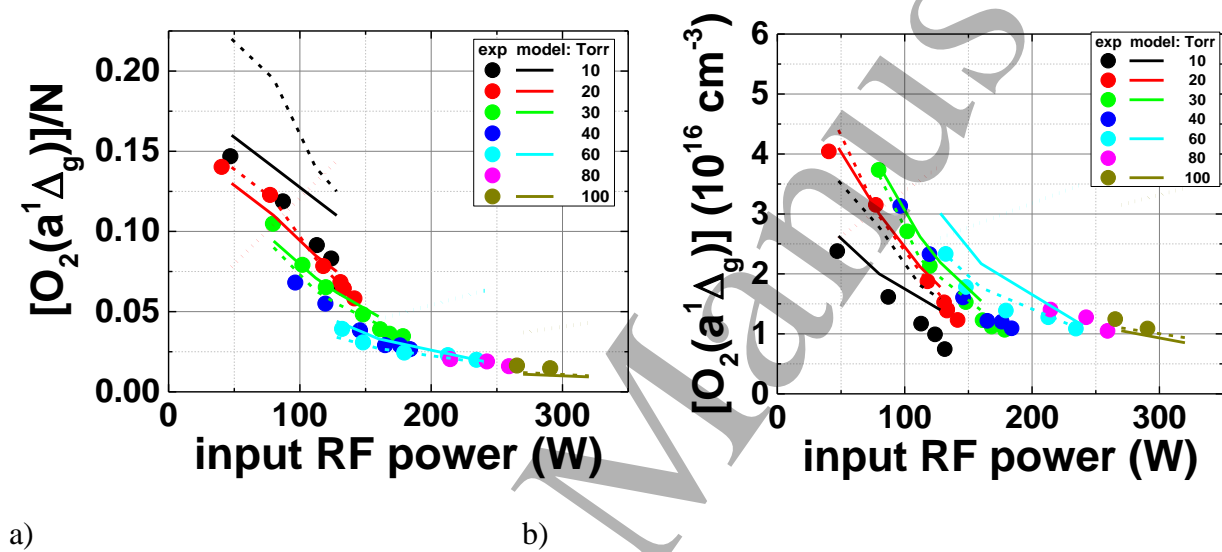 [O2(a1Δg)]/N
0.20
0.15
0.10
0.05
0.00
0 100 200 300
input RF power (W)
exp model: Torr
10
20
30
40
60
80
100
a)
[O2(a1Δg)] (1016 cm-3)
6
5
4
3
2
1
0
0 100 200 300
input RF power (W)
exp model: Torr
10
20
30
40
60
80
100
b)
Manus